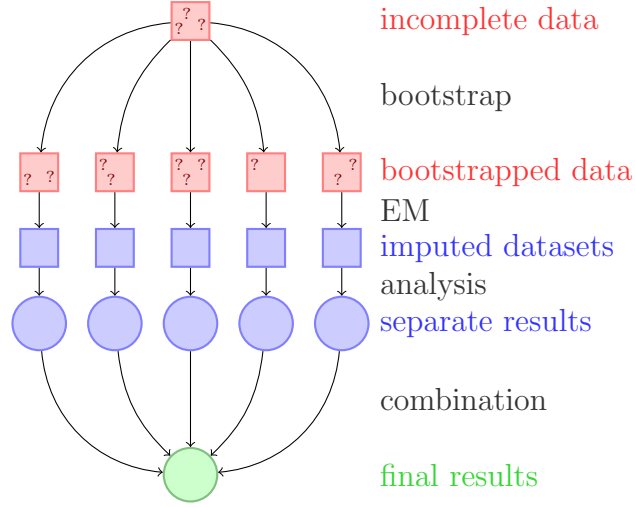 ? ? ?
incomplete data
bootstrap
? ? ? ? ? ? ? ? ? ? ? ?
bootstrapped data
EM
imputed datasets
analysis
separate results
combination
final results